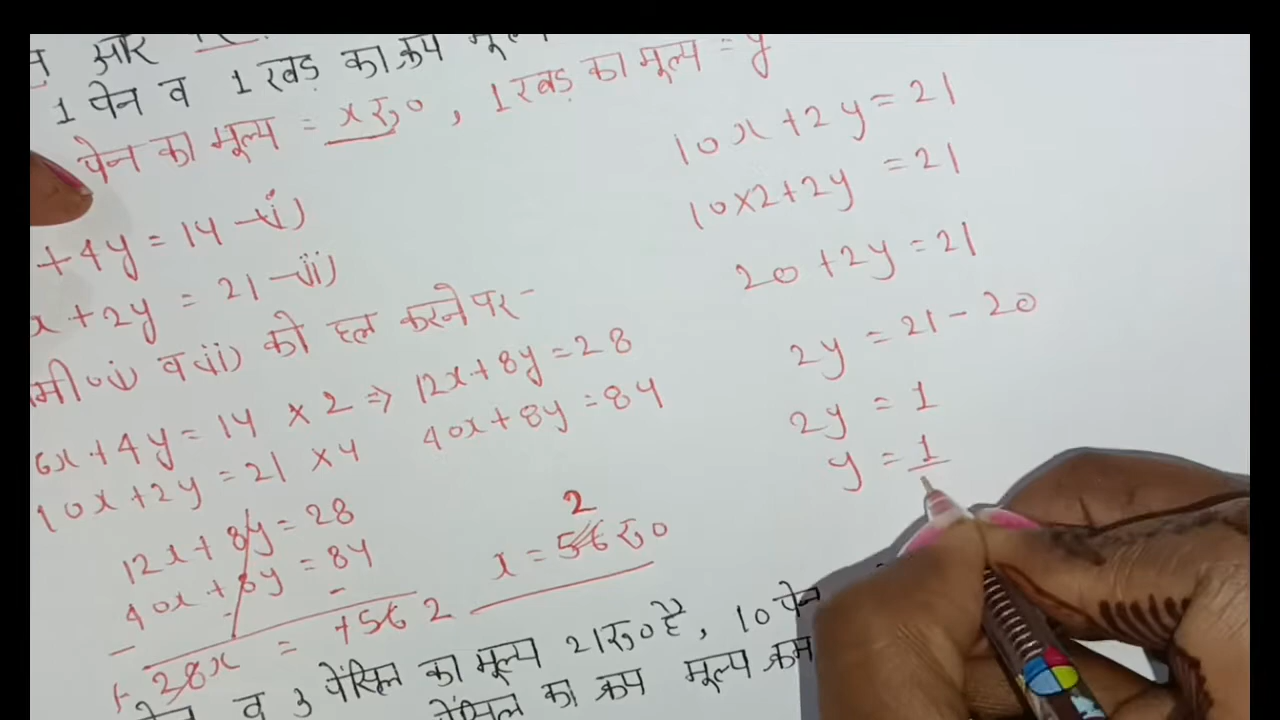 और
1 पेन व 1 रबड़ का क्रय
पेन का मूल्य = x रु०, 1 रबड़ का मूल्य = y
+ 4y = 14 -(i)
x + 2y = 21 -(ii)
(i) व (ii) को हल करने पर -
6x + 4y = 14 × 2 ⇒ 12x + 8y = 28
10x + 2y = 21 × 4 40x + 8y = 84
12x + 8y = 28
40x + 8y = 84
- - -
+28x = +56 2
2
x = 56 रु०
10x + 2y = 21
10×2 + 2y = 21
20 + 2y = 21
2y = 21 - 20
2y = 1
y = 1
व 3 पेंसिल का मूल्य 21 रु० है, 10 पेन
पेंसिल का क्रय मूल्य क्रम